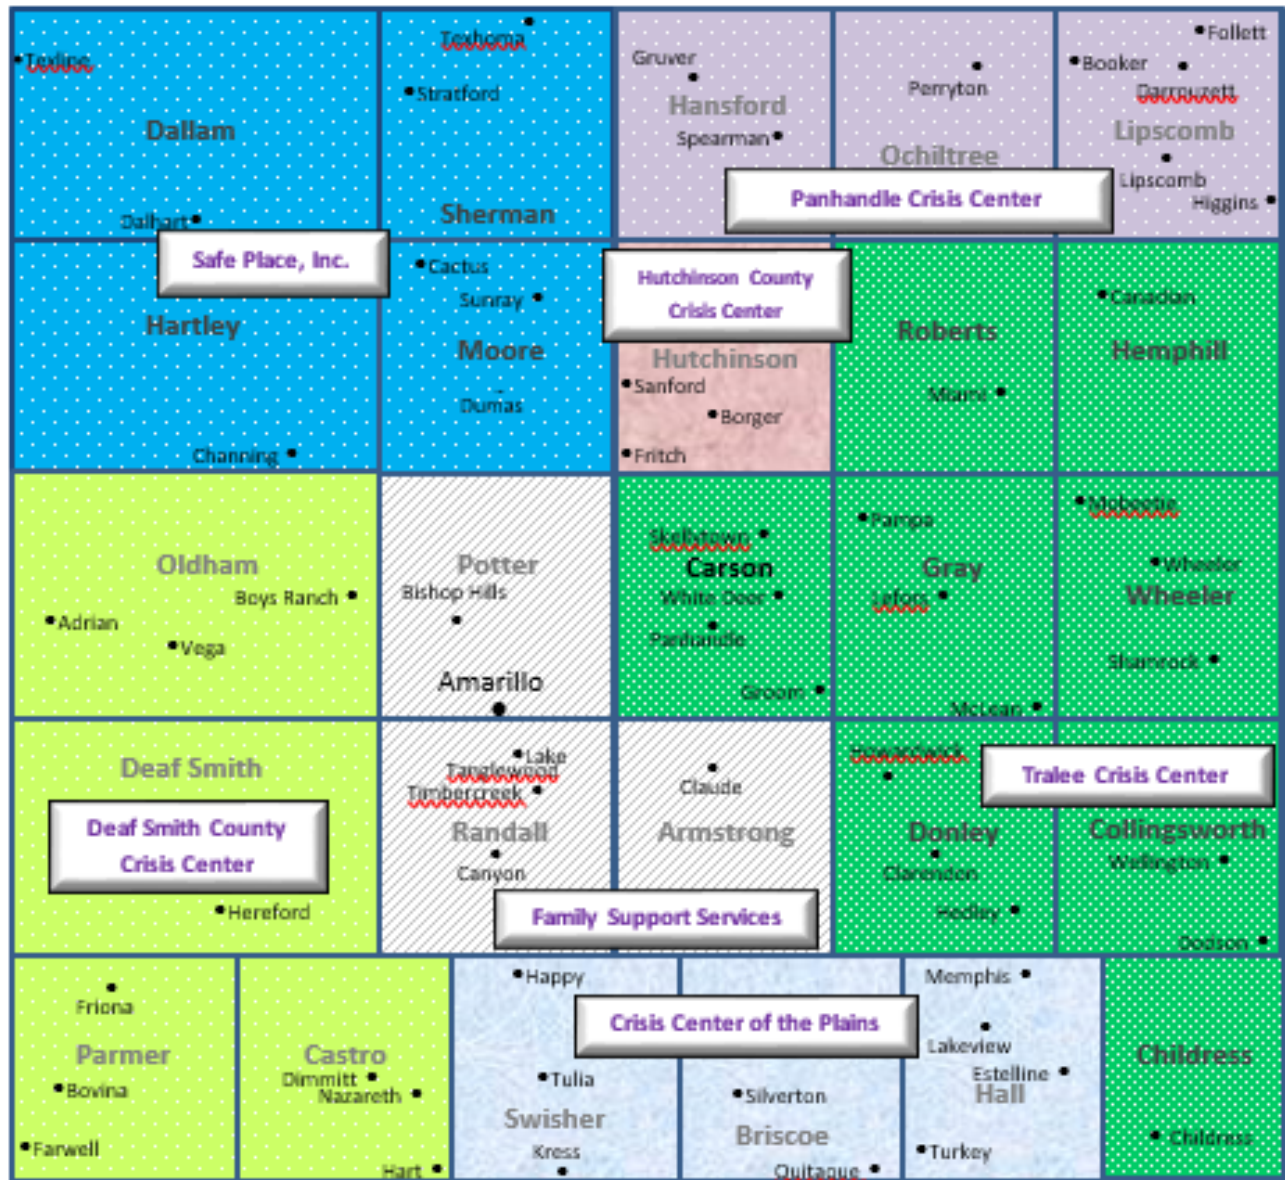 Texline
Dallam
Dalhart
Texhoma
Stratford
Sherman
Gruver
Hansford
Spearman
Perryton
Ochiltree
Follett
Booker
Darrouzett
Lipscomb
Lipscomb
Higgins
Panhandle Crisis Center
Safe Place, Inc.
Hartley
Channing
Cactus
Sunray
Moore
Dumas
Hutchinson County
Crisis Center
Hutchinson
Sanford
Borger
Fritch
Roberts
Miami
Canadian
Hemphill
Oldham
Boys Ranch
Adrian
Vega
Potter
Bishop Hills
Amarillo
Skellytown
Carson
White Deer
Panhandle
Groom
Pampa
Gray
Lefors
McLean
Mobeetie
Wheeler
Wheeler
Shamrock
Deaf Smith
Deaf Smith County
Crisis Center
Hereford
Lake
Tanglewood
Timbercreek
Randall
Canyon
Claude
Armstrong
Family Support Services
Howardwick
Donley
Clarendon
Hedley
Tralee Crisis Center
Collingsworth
Wellington
Dodson
Friona
Parmer
Bovina
Farwell
Castro
Dimmitt
Nazareth
Hart
Happy
Tulia
Swisher
Kress
Crisis Center of the Plains
Silverton
Briscoe
Quitaque
Memphis
Lakeview
Estelline
Hall
Turkey
Childress
Childress